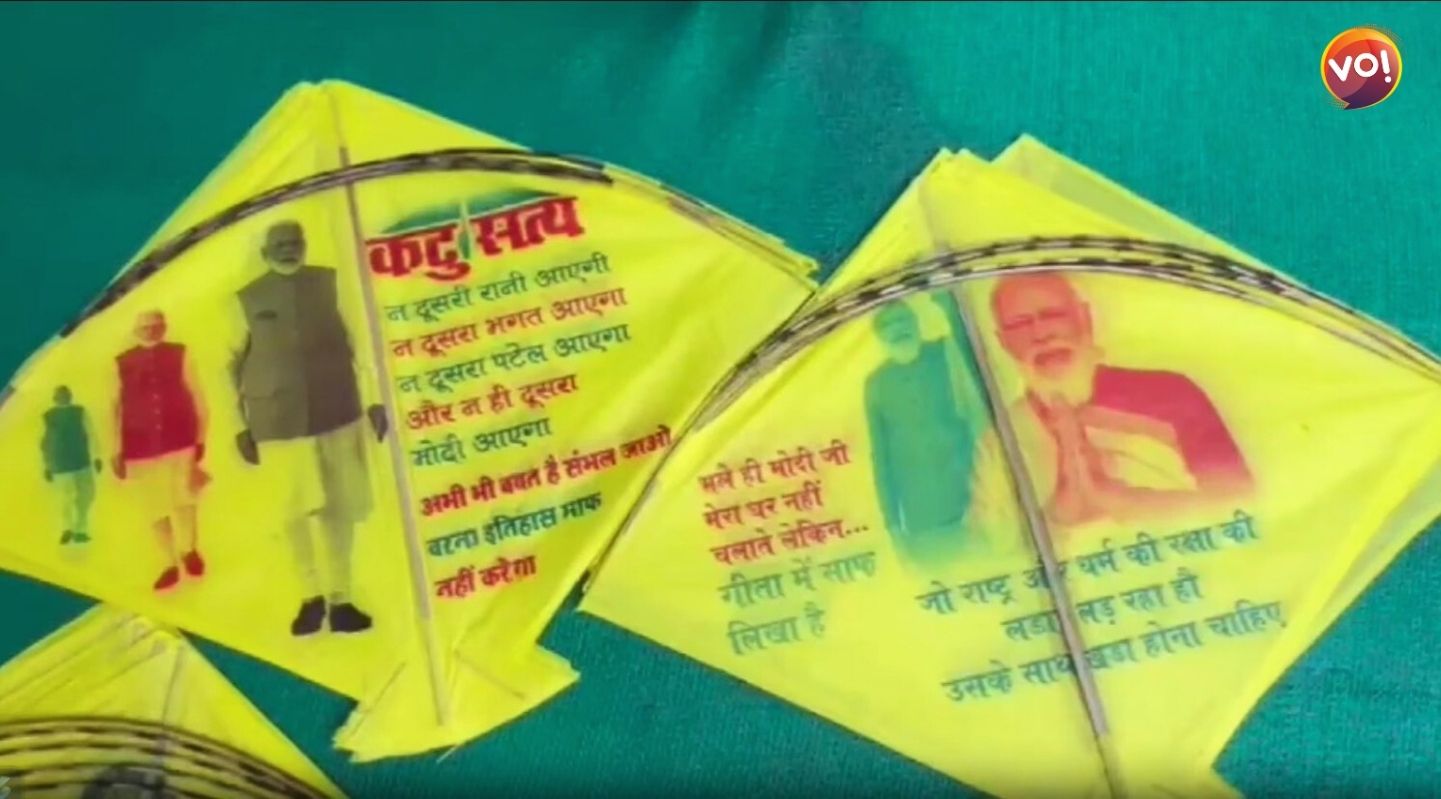 VO!
कटु सत्य
न दूसरी रानी आएगी
न दूसरा भगत आएगा
न दूसरा पटेल आएगा
और न ही दूसरा
मोदी आएगा
अभी भी वक्त है संभल जाओ
वरना इतिहास माफ
नहीं करेगा
भले ही मोदी जी
मेरा घर नहीं
चलाते लेकिन...
गीता में साफ
लिखा है
जो राष्ट्र और धर्म की रक्षा की
लड़ रहा हौ
उसके साथ खडा होना चाहिए